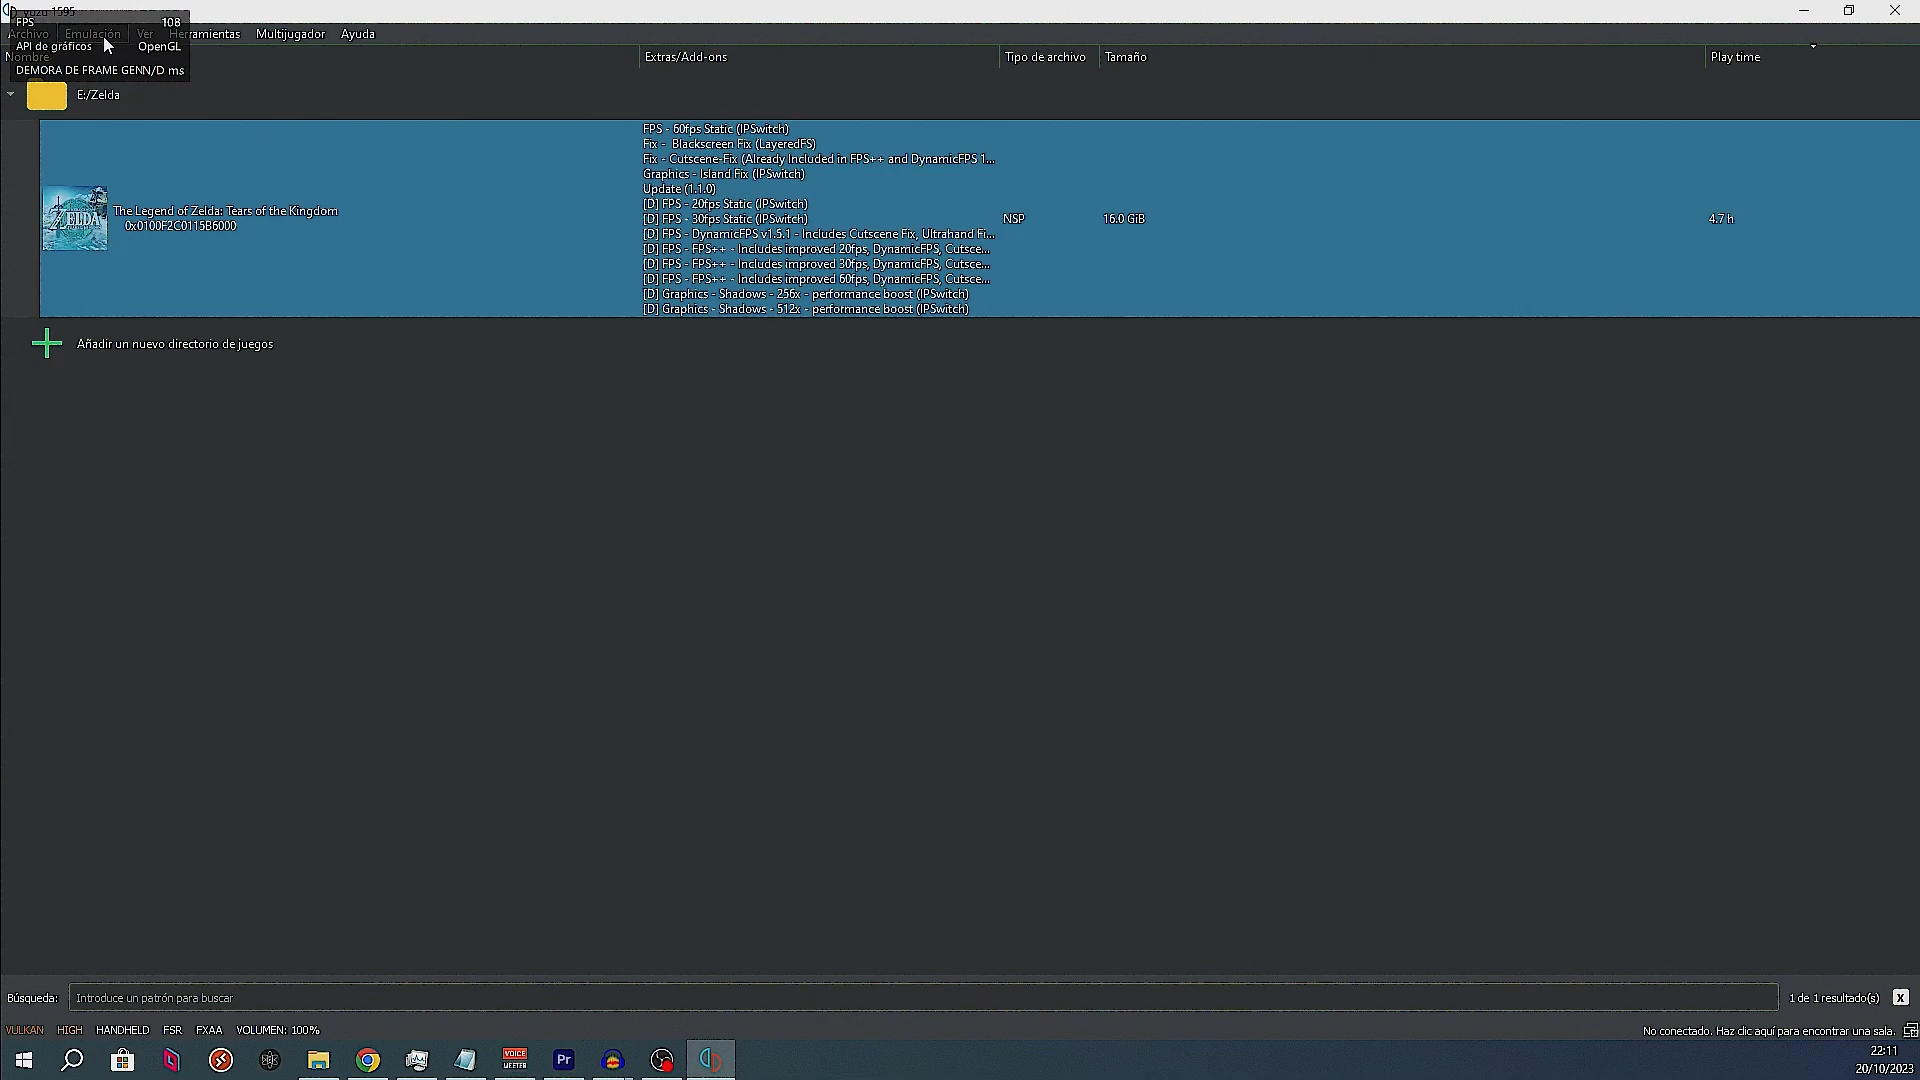 yuzu 1595
FPS 108
Archivo Emulación Ver Herramientas Multijugador Ayuda
API de gráficos OpenGL
Nombre Extras/Add-ons Tipo de archivo Tamaño Play time
DEMORA DE FRAME GENN/D ms
E:/Zelda
FPS - 60fps Static (IPSwitch)
Fix - Blackscreen Fix (LayeredFS)
Fix - Cutscene-Fix (Already Included in FPS++ and DynamicFPS 1...
Graphics - Island Fix (IPSwitch)
Update (1.1.0)
[D] FPS - 20fps Static (IPSwitch)
ZELDA
The Legend of Zelda: Tears of the Kingdom
0x0100F2C0115B6000
[D] FPS - 30fps Static (IPSwitch)
NSP 16.0 GiB 4.7 h
[D] FPS - DynamicFPS v1.5.1 - Includes Cutscene Fix, Ultrahand Fi...
[D] FPS - FPS++ - Includes improved 20fps, DynamicFPS, Cutsce...
[D] FPS - FPS++ - Includes improved 30fps, DynamicFPS, Cutsce...
[D] FPS - FPS++ - Includes improved 60fps, DynamicFPS, Cutsce...
[D] Graphics - Shadows - 256x - performance boost (IPSwitch)
[D] Graphics - Shadows - 512x - performance boost (IPSwitch)
Añadir un nuevo directorio de juegos
Búsqueda: Introduce un patrón para buscar 1 de 1 resultado(s) x
VULKAN HIGH HANDHELD FSR FXAA VOLUMEN: 100% No conectado. Haz clic aquí para encontrar una sala.
VOICE
MEETER
Pr
22:11
20/10/2023